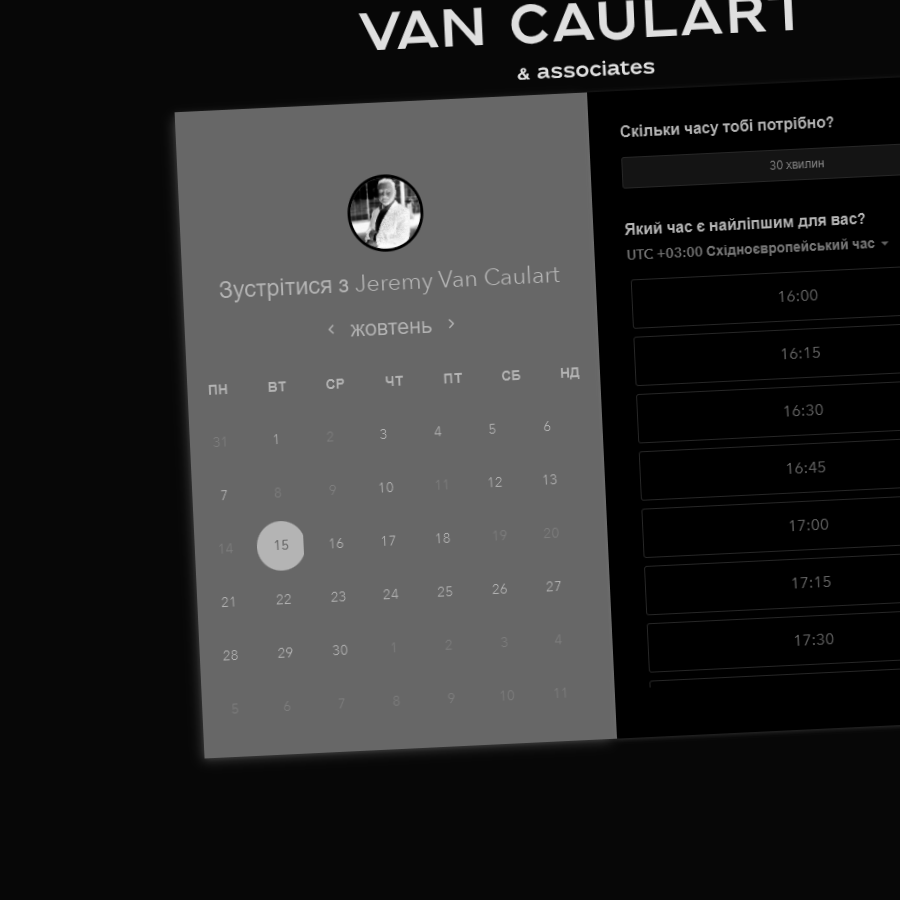 VAN CAULART
& associates
Зустрітися з Jeremy Van Caulart
‹ жовтень ›
ПН ВТ СР ЧТ ПТ СБ НД
31 1 2 3 4 5 6
7 8 9 10 11 12 13
14 15 16 17 18 19 20
21 22 23 24 25 26 27
28 29 30 1 2 3 4
5 6 7 8 9 10 11
Скільки часу тобі потрібно?
30 хвилин
Який час є найліпшим для вас?
UTC +03:00 Східноєвропейський час
16:00
16:15
16:30
16:45
17:00
17:15
17:30